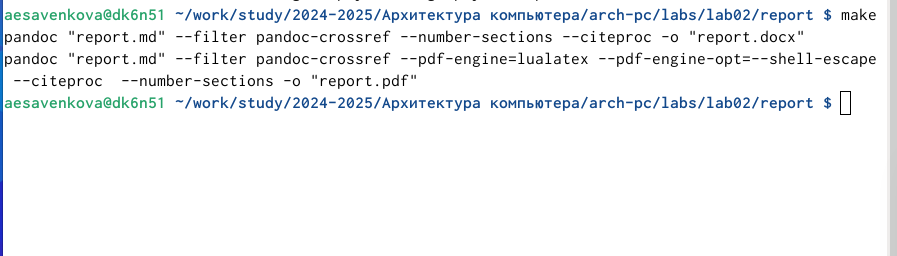 aesavenkova@dk6n51 ~/work/study/2024-2025/Архитектура компьютера/arch-pc/labs/lab02/report $ make
pandoc "report.md" --filter pandoc-crossref --number-sections --citeproc -o "report.docx"
pandoc "report.md" --filter pandoc-crossref --pdf-engine=lualatex --pdf-engine-opt=--shell-escape
--citeproc  --number-sections -o "report.pdf"
aesavenkova@dk6n51 ~/work/study/2024-2025/Архитектура компьютера/arch-pc/labs/lab02/report $